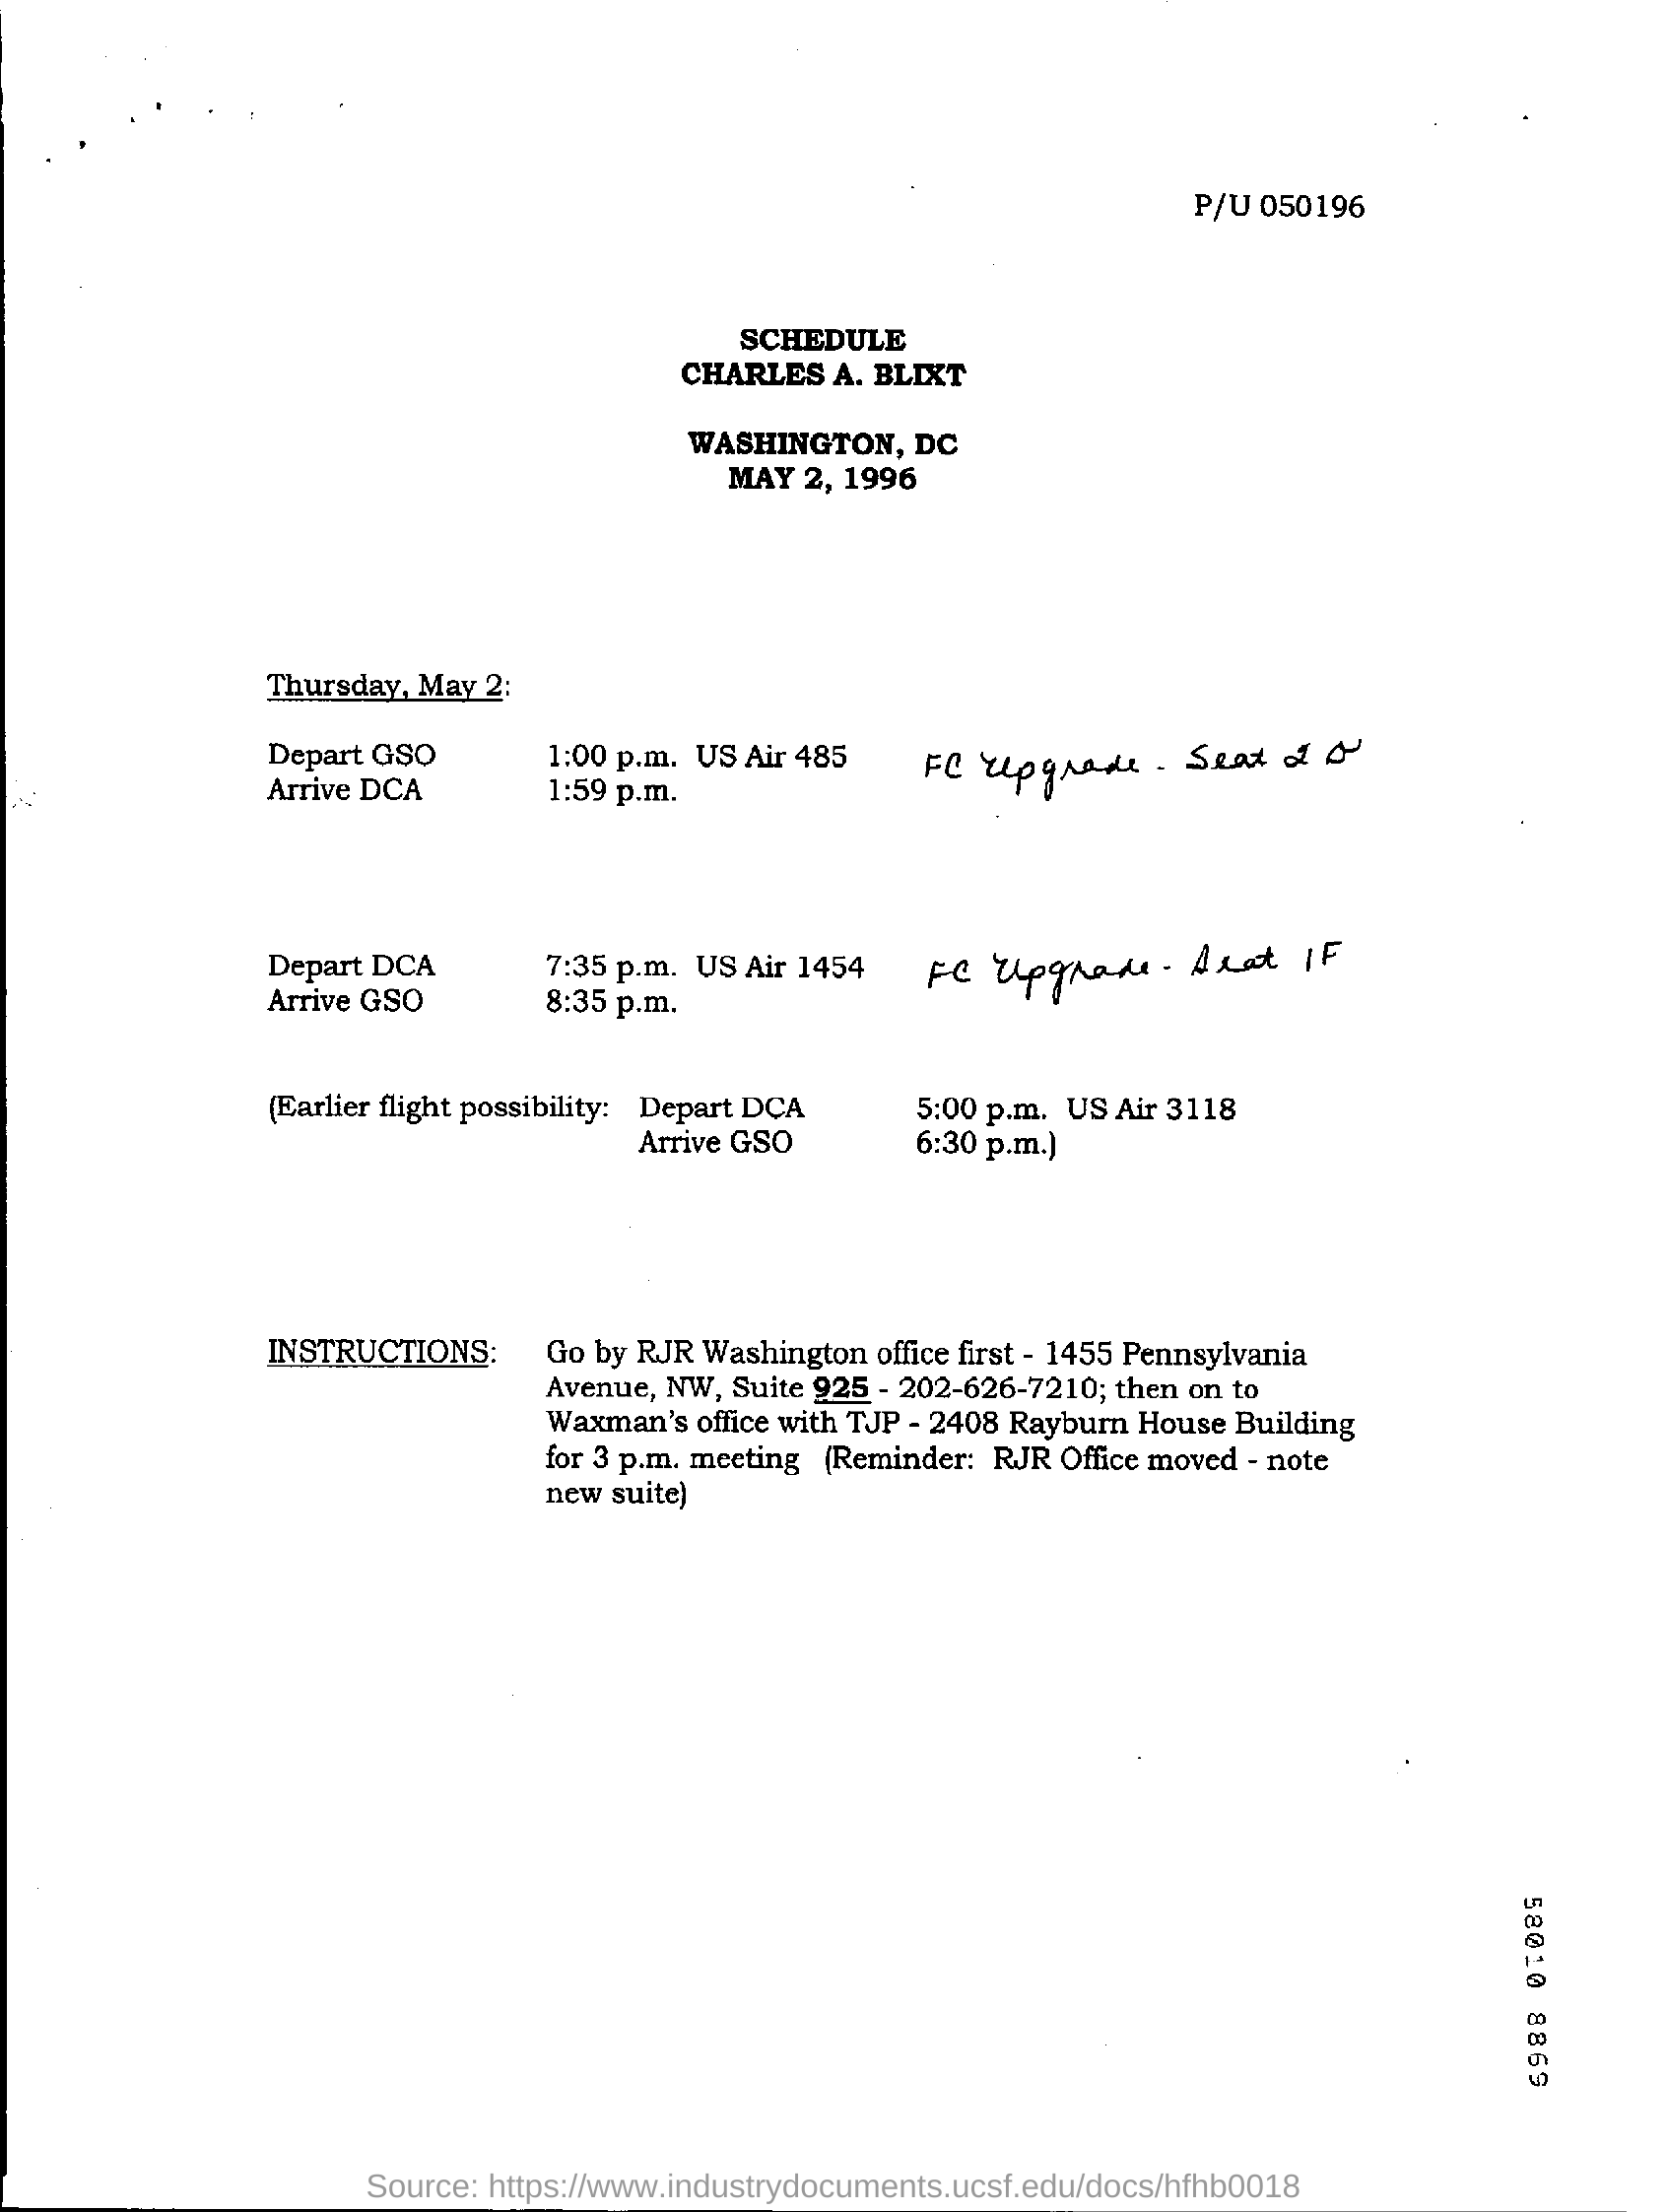 P/U 050196
SCHEDULE
CHARLES A. BLIXT
WASHINGTON, DC
MAY 2, 1996
Thursday, May 2:
Depart GSO 1:00 p.m. US Air 485 FC Upgrade - Seat 2 D
Arrive DCA 1:59 p.m.
Depart DCA 7:35 p.m. US Air 1454 FC Upgrade - Seat 1F
Arrive GSO 8:35 p.m.
(Earlier flight possibility: Depart DCA 5:00 p.m. US Air 3118
Arrive GSO 6:30 p.m.)
INSTRUCTIONS: Go by RJR Washington office first - 1455 Pennsylvania
Avenue, NW, Suite 925 - 202-626-7210; then on to
Waxman's office with TJP - 2408 Rayburn House Building
for 3 p.m. meeting (Reminder: RJR Office moved - note
new suite)
58010 8869
Source: https://www.industrydocuments.ucsf.edu/docs/hfhb0018